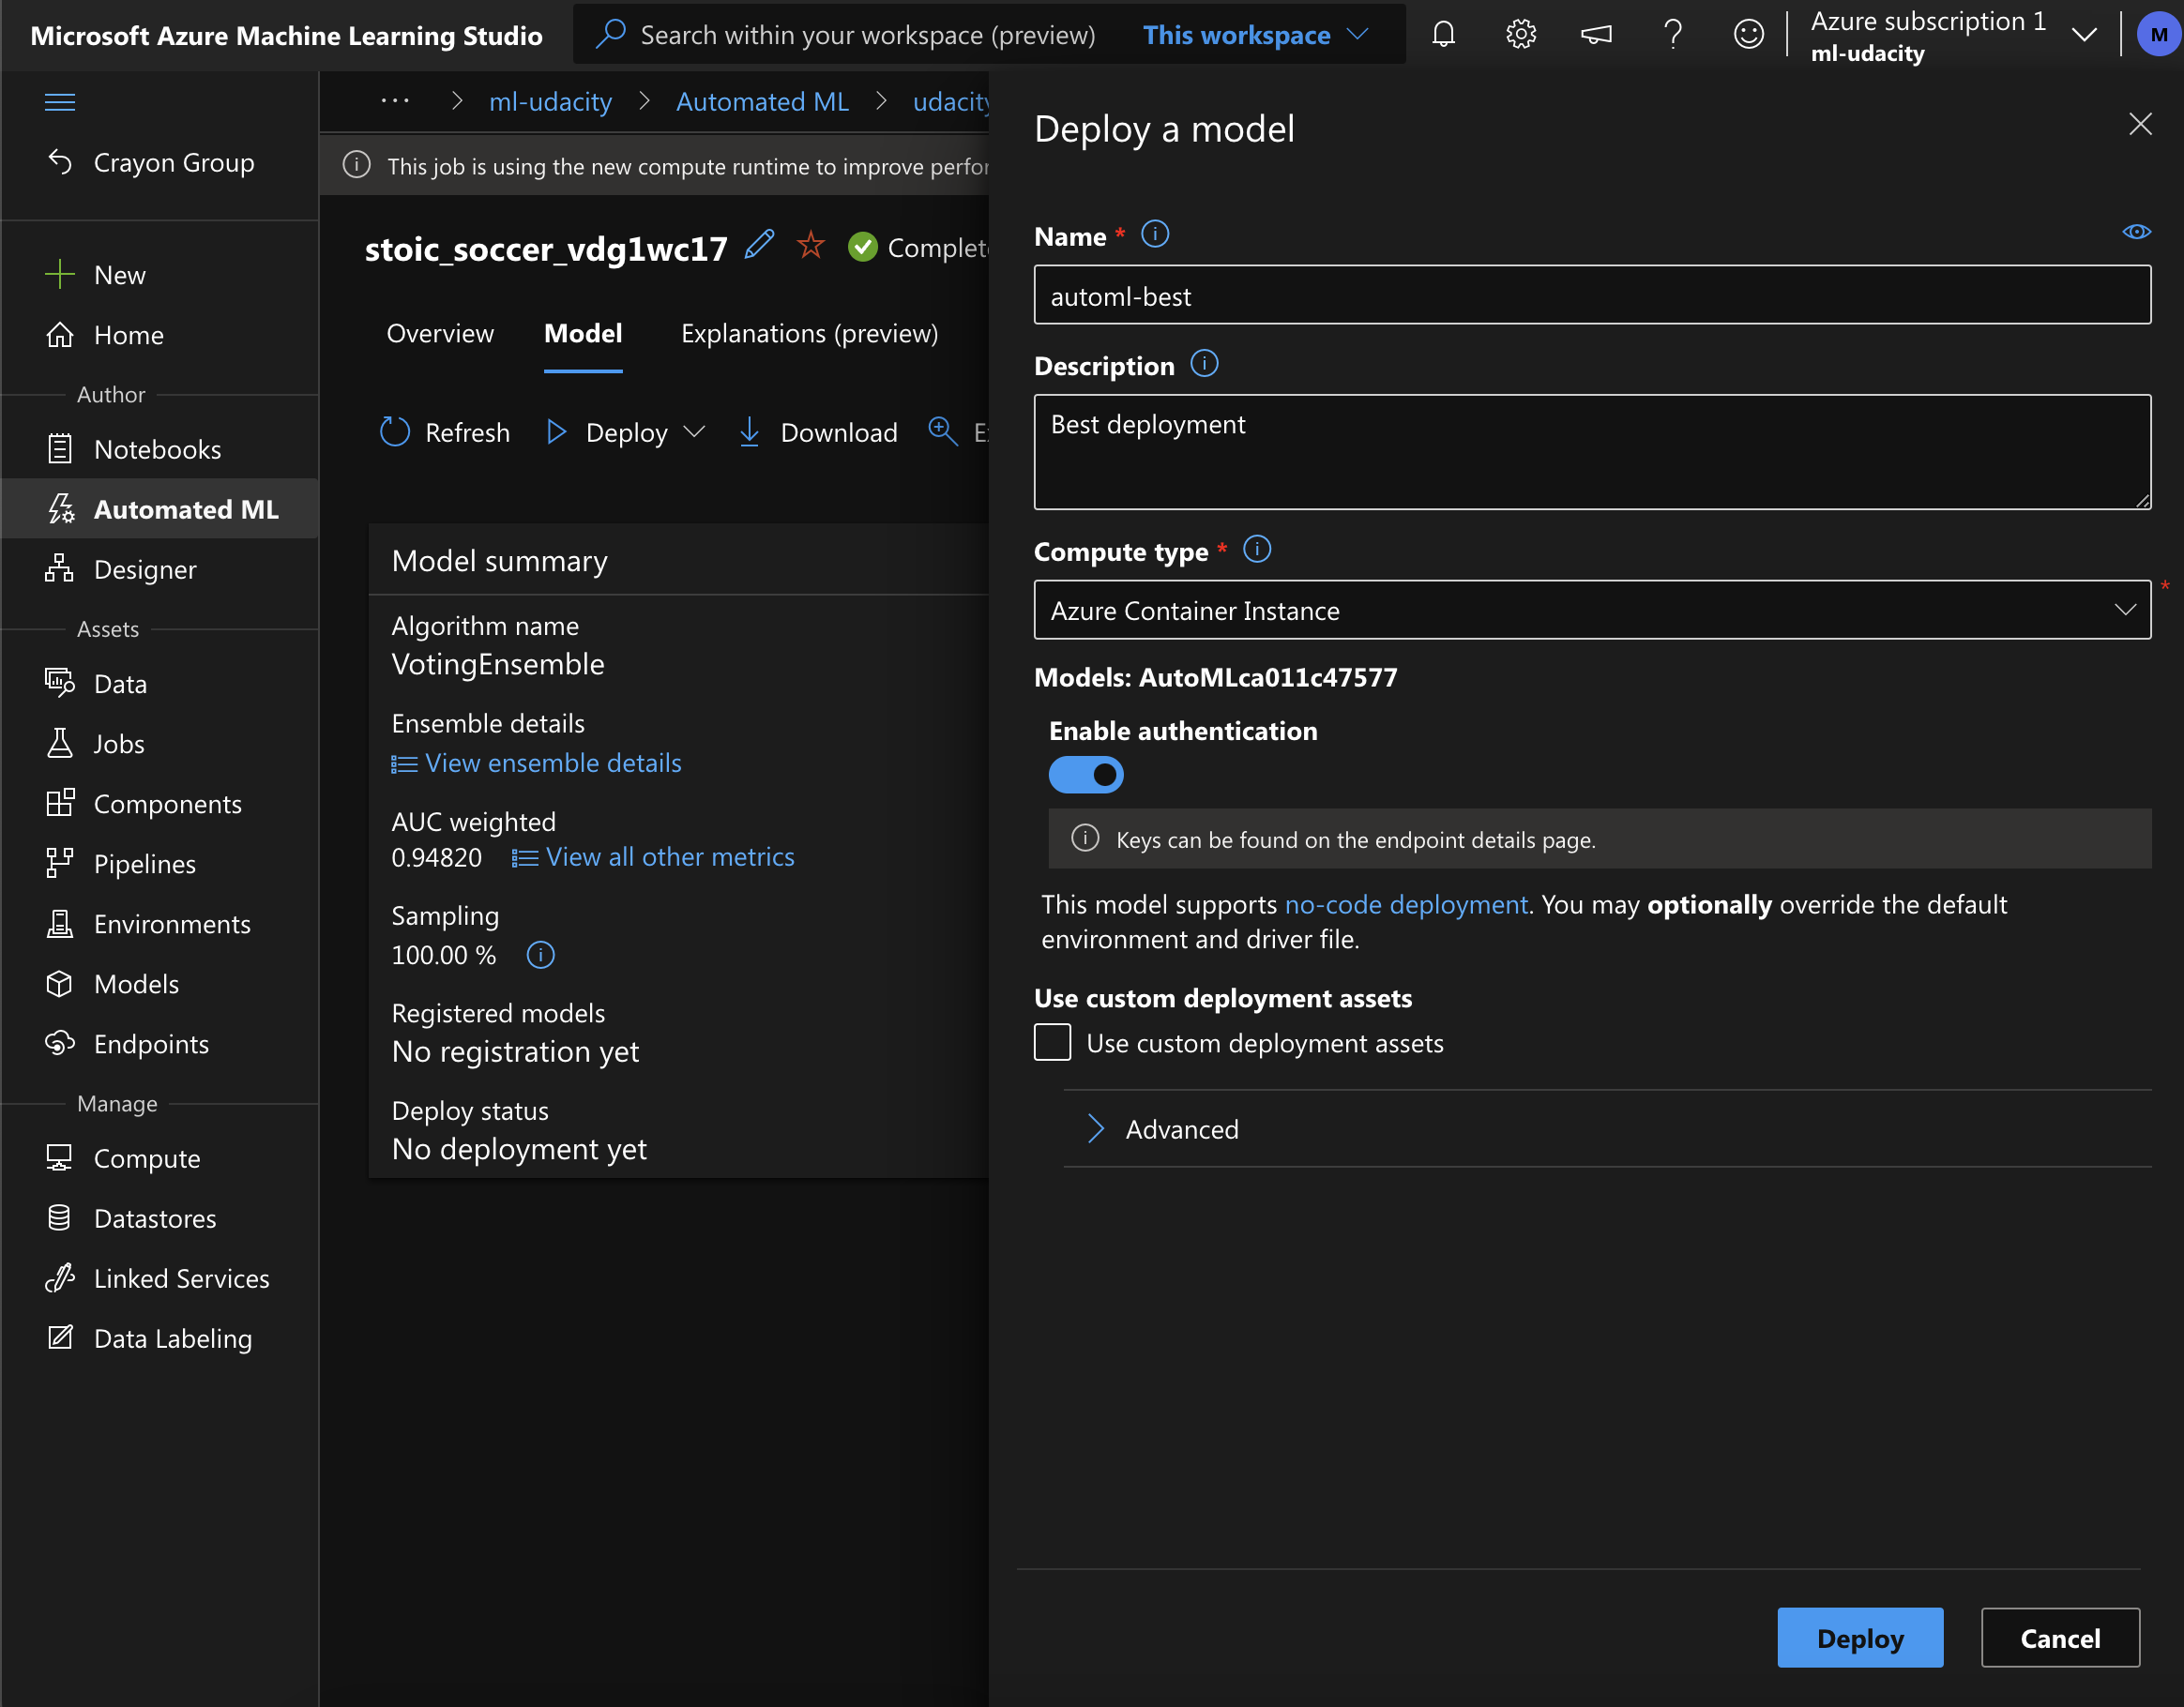 Microsoft Azure Machine Learning Studio
Search within your workspace (preview)
This workspace
Azure subscription 1
ml-udacity
M
Crayon Group
New
Home
Author
Notebooks
Automated ML
Designer
Assets
Data
Jobs
Components
Pipelines
Environments
Models
Endpoints
Manage
Compute
Datastores
Linked Services
Data Labeling
... > ml-udacity > Automated ML > udacity
This job is using the new compute runtime to improve perfor
stoic_soccer_vdg1wc17
Complete
Overview Model Explanations (preview)
Refresh Deploy Download E
Model summary
Algorithm name
VotingEnsemble
Ensemble details
View ensemble details
AUC weighted
0.94820 View all other metrics
Sampling
100.00 %
Registered models
No registration yet
Deploy status
No deployment yet
Deploy a model
Name *
automl-best
Description
Best deployment
Compute type *
Azure Container Instance
*
Models: AutoMLca011c47577
Enable authentication
Keys can be found on the endpoint details page.
This model supports no-code deployment. You may optionally override the default
environment and driver file.
Use custom deployment assets
Use custom deployment assets
Advanced
Deploy
Cancel